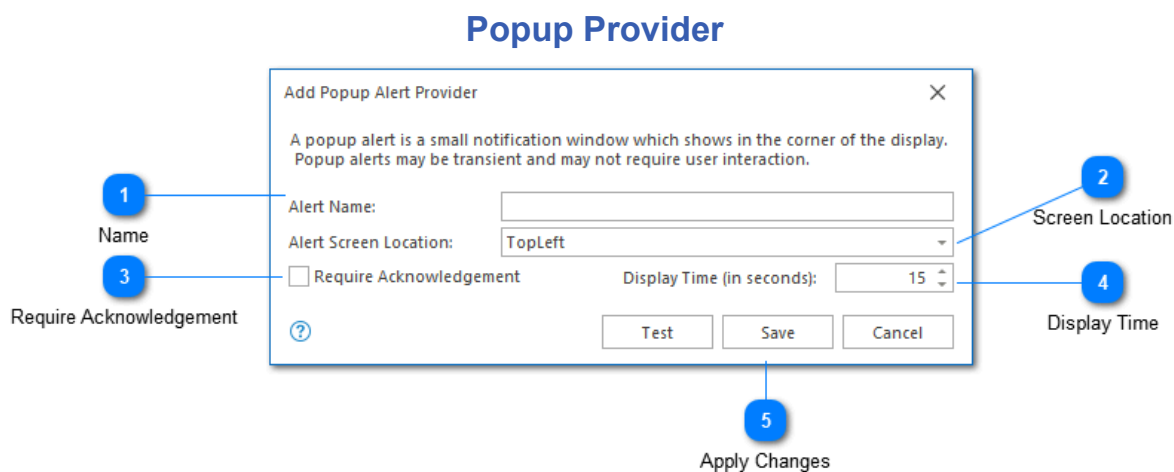 Popup Provider
Add Popup Alert Provider
A popup alert is a small notification window which shows in the corner of the display.
Popup alerts may be transient and may not require user interaction.
1
Name
Alert Name:
2
Screen Location
Alert Screen Location: TopLeft
3
Require Acknowledgement
Require Acknowledgement Display Time (in seconds): 15
4
Display Time
? Test Save Cancel
5
Apply Changes